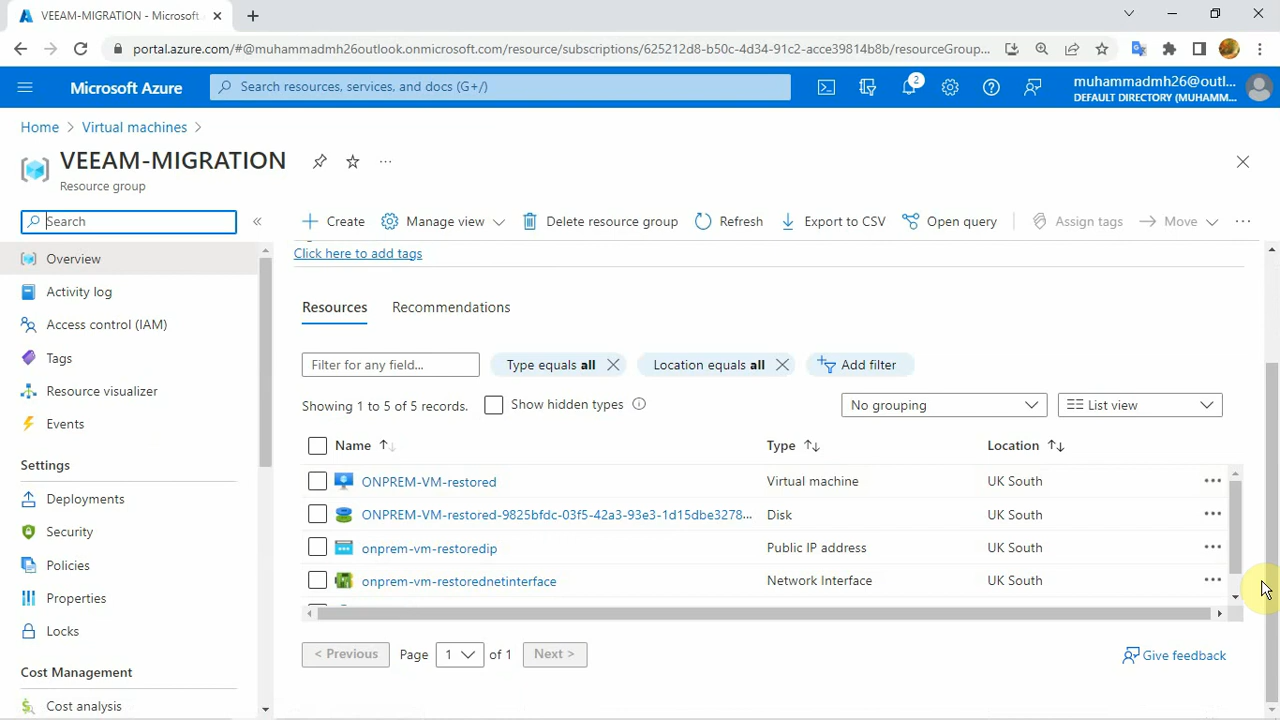 VEEAM-MIGRATION - Microsoft
portal.azure.com/#@muhammadmh26outlook.onmicrosoft.com/resource/subscriptions/625212d8-b50c-4d34-91c2-acce39814b8b/resourceGroup...
Microsoft Azure
Search resources, services, and docs (G+/)
2
muhammadmh26@outl...
DEFAULT DIRECTORY (MUHAMM...
Home > Virtual machines >
VEEAM-MIGRATION
Resource group
Search
Create
Manage view
Delete resource group
Refresh
Export to CSV
Open query
Assign tags
Move
Overview
Activity log
Access control (IAM)
Tags
Resource visualizer
Events
Settings
Deployments
Security
Policies
Properties
Locks
Cost Management
Cost analysis
Click here to add tags
Resources Recommendations
Filter for any field...
Type equals all
Location equals all
Add filter
Showing 1 to 5 of 5 records.
Show hidden types
No grouping
List view
Name Type Location
ONPREM-VM-restored Virtual machine UK South
ONPREM-VM-restored-9825bfdc-03f5-42a3-93e3-1d15dbe3278... Disk UK South
onprem-vm-restoredip Public IP address UK South
onprem-vm-restorednetinterface Network Interface UK South
< Previous Page 1 of 1 Next >
Give feedback